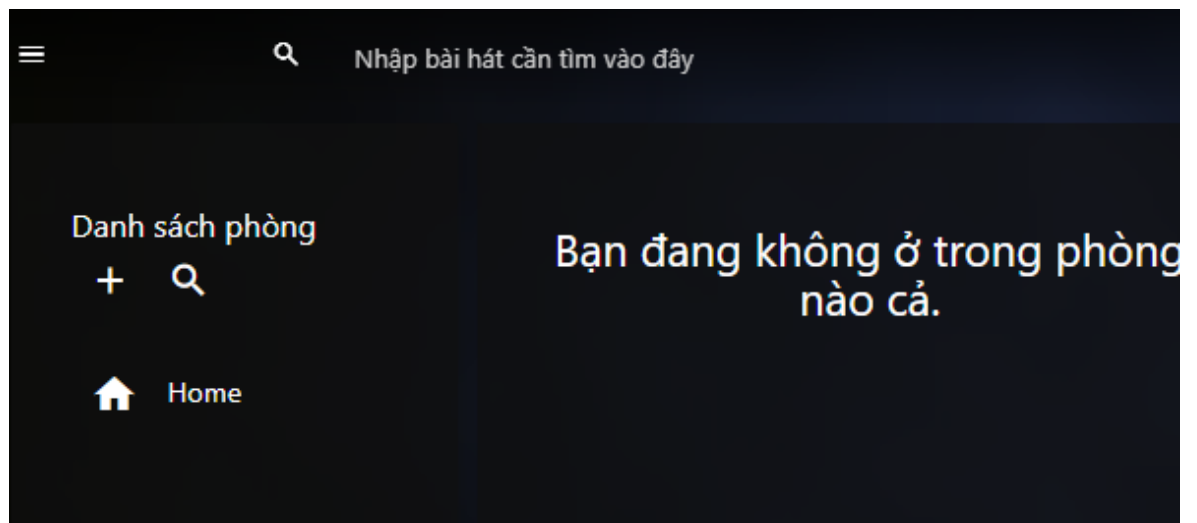 Nhập bài hát cần tìm vào đây
Danh sách phòng
Bạn đang không ở trong phòng
nào cả.
Home